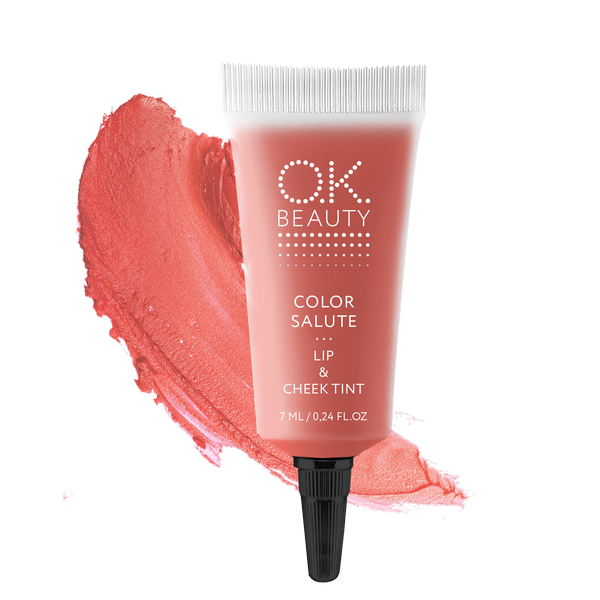 O.K.
BEAUTY
COLOR
SALUTE
LIP
&
CHEEK TINT
7 ML / 0,24 FL.OZ